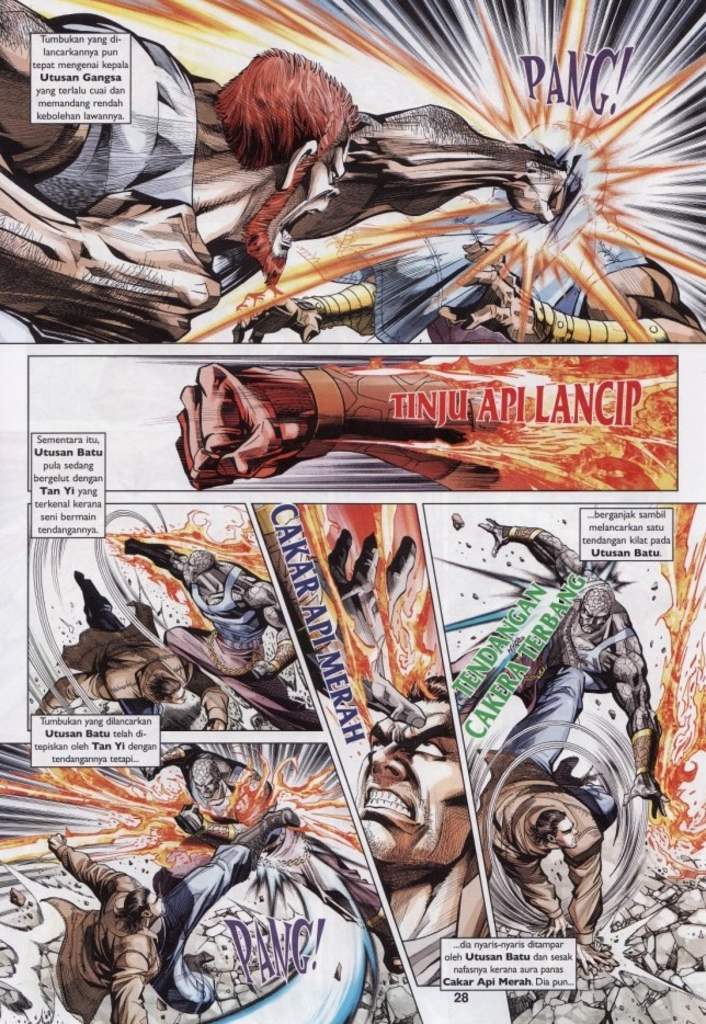 Tumbukan yang di-
lancarkannya pun
tepat mengenai kepala
Utusan Gangsa
yang terlalu cuai dan
memandang rendah
kebolehan lawannya.
PANG!
TINJU API LANCIP
Sementara itu,
Utusan Batu
pula sedang
bergelut dengan
Tan Yi yang
terkenal kerana
seni bermain
tendangannya.
Tumbukan yang dilancarkan
Utusan Batu telah di-
tepiskan oleh Tan Yi dengan
tendangannya tetapi...
PANG!
CAKAR API MERAH
...dia nyaris-nyaris ditampar
oleh Utusan Batu dan sesak
nafasnya kerana aura panas
Cakar Api Merah. Dia pun...
...berganjak sambil
melancarkan satu
tendangan kilat pada
Utusan Batu.
TENDANGAN
CAKERA TERBANG
28